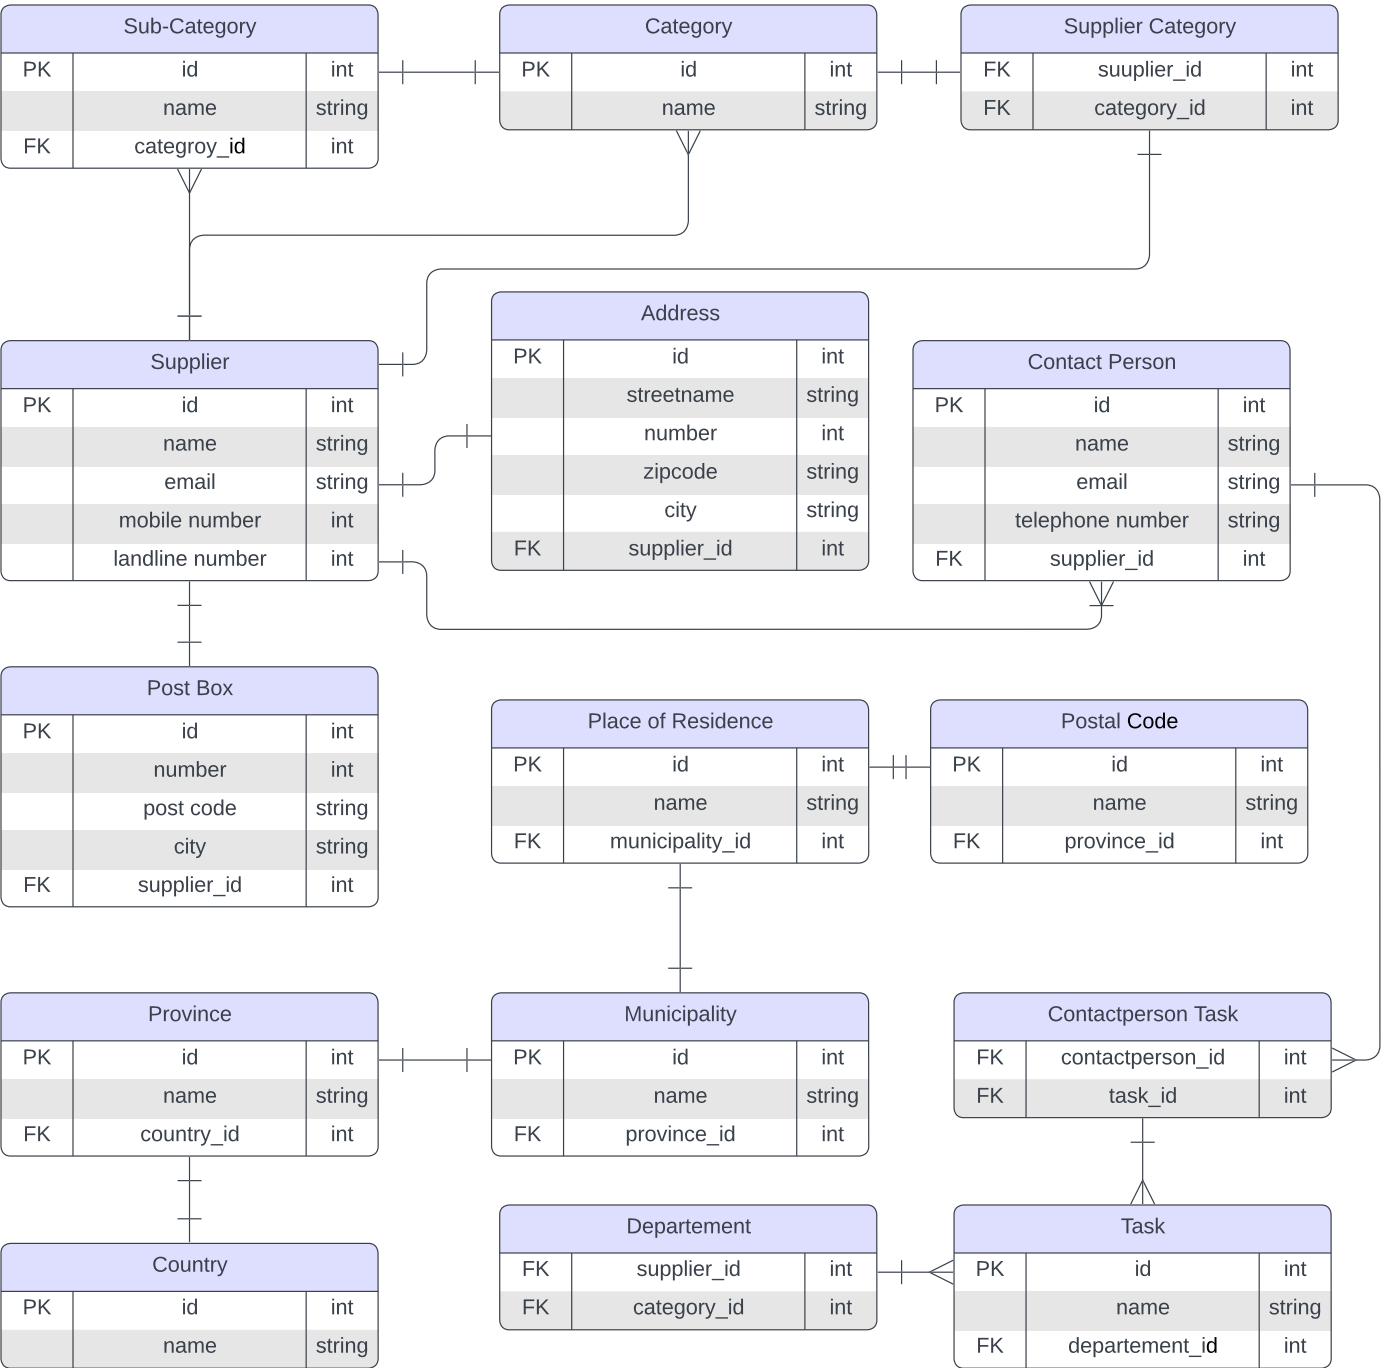 Sub-Category
PK id int
name string
FK categroy_id int
Category
PK id int
name string
Supplier Category
FK suuplier_id int
FK category_id int
Supplier
PK id int
name string
email string
mobile number int
landline number int
Address
PK id int
streetname string
number int
zipcode string
city string
FK supplier_id int
Contact Person
PK id int
name string
email string
telephone number string
FK supplier_id int
Post Box
PK id int
number int
post code string
city string
FK supplier_id int
Place of Residence
PK id int
name string
FK municipality_id int
Postal Code
PK id int
name string
FK province_id int
Province
PK id int
name string
FK country_id int
Municipality
PK id int
name string
FK province_id int
Contactperson Task
FK contactperson_id int
FK task_id int
Country
PK id int
name string
Departement
FK supplier_id int
FK category_id int
Task
PK id int
name string
FK departement_id int